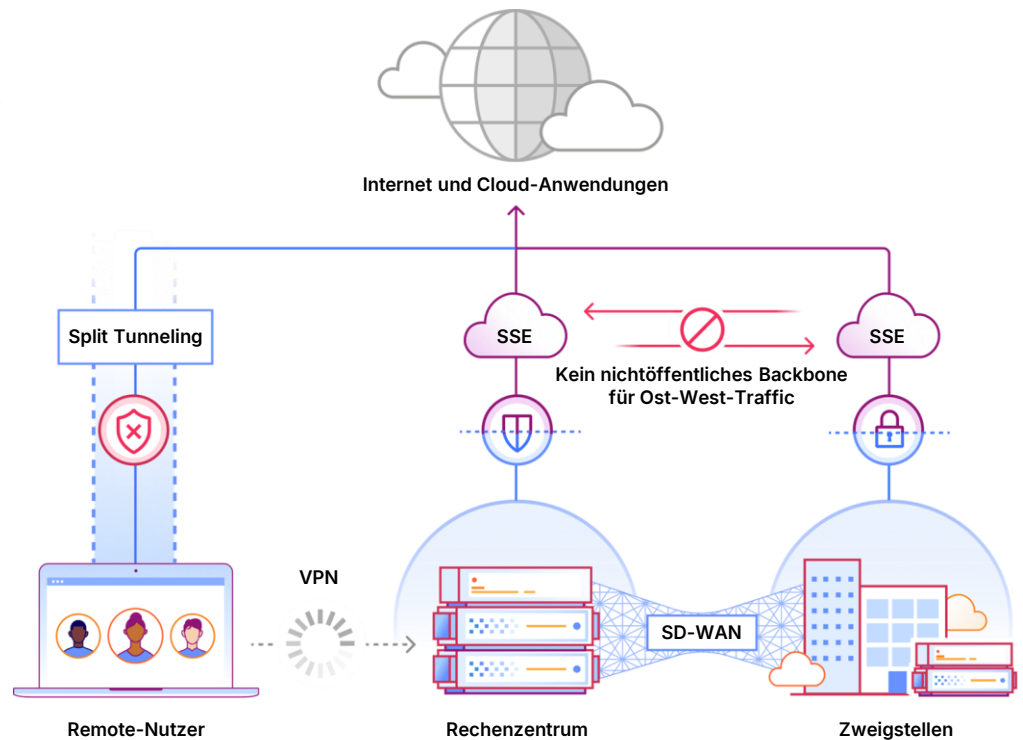 Internet und Cloud-Anwendungen
Split Tunneling
SSE
SSE
Kein nichtöffentliches Backbone
für Ost-West-Traffic
VPN
SD-WAN
Remote-Nutzer
Rechenzentrum
Zweigstellen